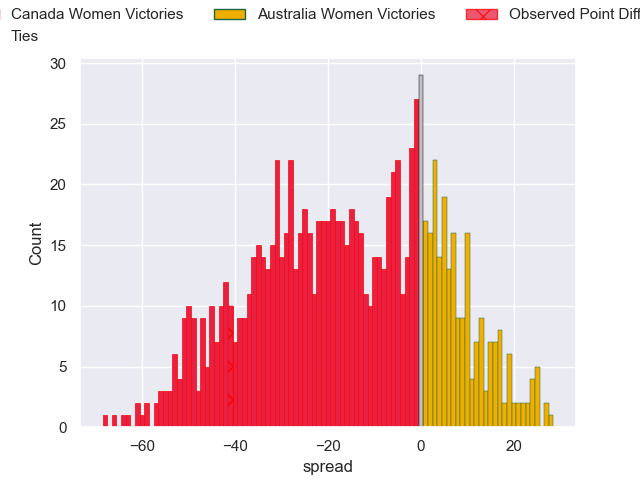 Canada Women Victories Australia Women Victories Observed Point Diff
Ties
30
25
20
15
10
5
0
Count
−60 −40 −20 0 20
spread